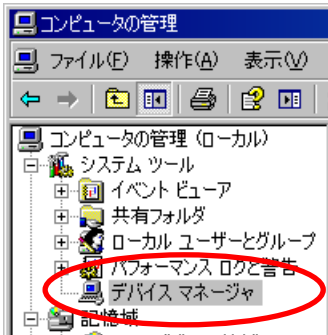 コンピュータの管理
ファイル(F) 操作(A) 表示(V)
コンピュータの管理 (ローカル)
システム ツール
イベント ビューア
共有フォルダ
ローカル ユーザーとグループ
パフォーマンス ログと警告
デバイス マネージャ
記憶域